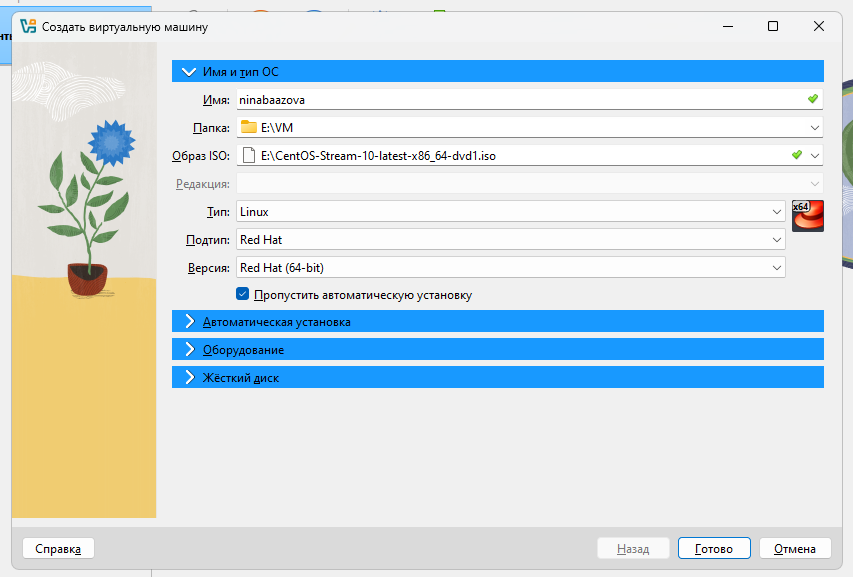 Создать виртуальную машину
Имя и тип ОС
Имя: ninabaazova
Папка: E:\VM
Образ ISO: E:\CentOS-Stream-10-latest-x86_64-dvd1.iso
Редакция:
Тип: Linux
x64
Подтип: Red Hat
Версия: Red Hat (64-bit)
Пропустить автоматическую установку
Автоматическая установка
Оборудование
Жёсткий диск
Справка
Назад
Готово
Отмена